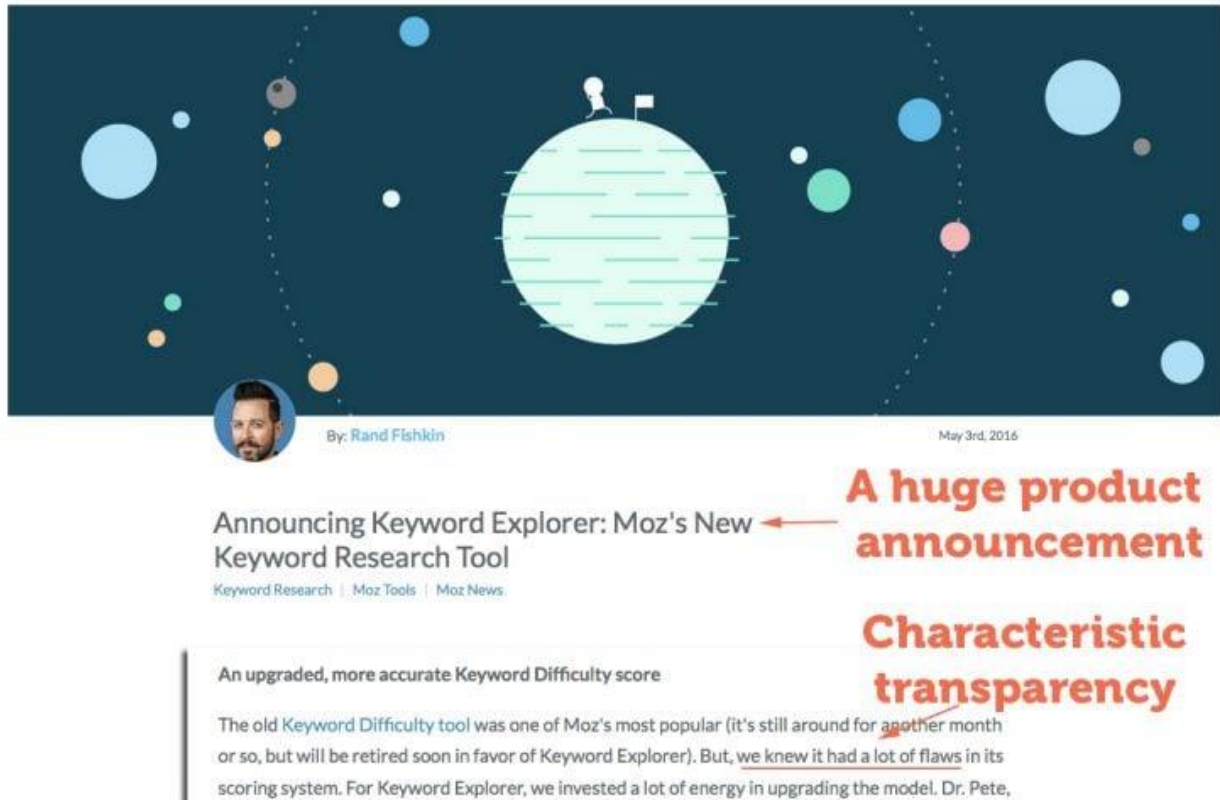 By: Rand Fishkin
May 3rd, 2016
A huge product
announcement
Announcing Keyword Explorer: Moz's New
Keyword Research Tool
Keyword Research | Moz Tools | Moz News
Characteristic
transparency
An upgraded, more accurate Keyword Difficulty score
The old Keyword Difficulty tool was one of Moz's most popular (it's still around for another month
or so, but will be retired soon in favor of Keyword Explorer). But, we knew it had a lot of flaws in its
scoring system. For Keyword Explorer, we invested a lot of energy in upgrading the model. Dr. Pete,